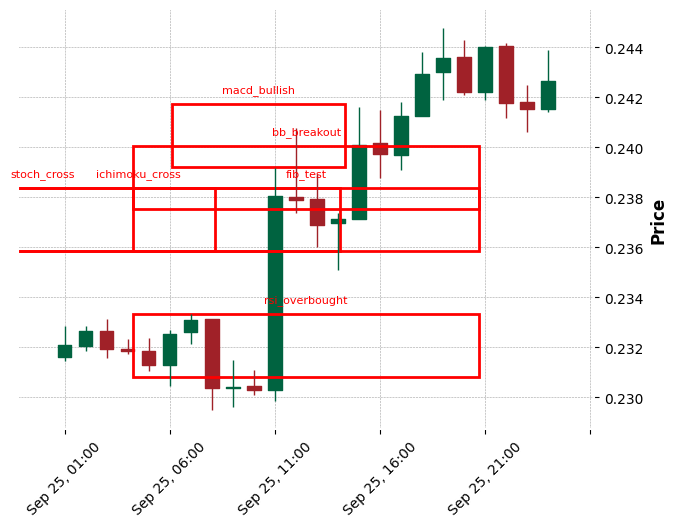 macd_bullish
bb_breakout
stoch_cross
ichimoku_cross
fib_test
0.244
0.242
0.240
0.238
0.236
0.234
0.232
0.230
Price
Sep 25, 01:00
Sep 25, 06:00
Sep 25, 11:00
Sep 25, 16:00
Sep 25, 21:00